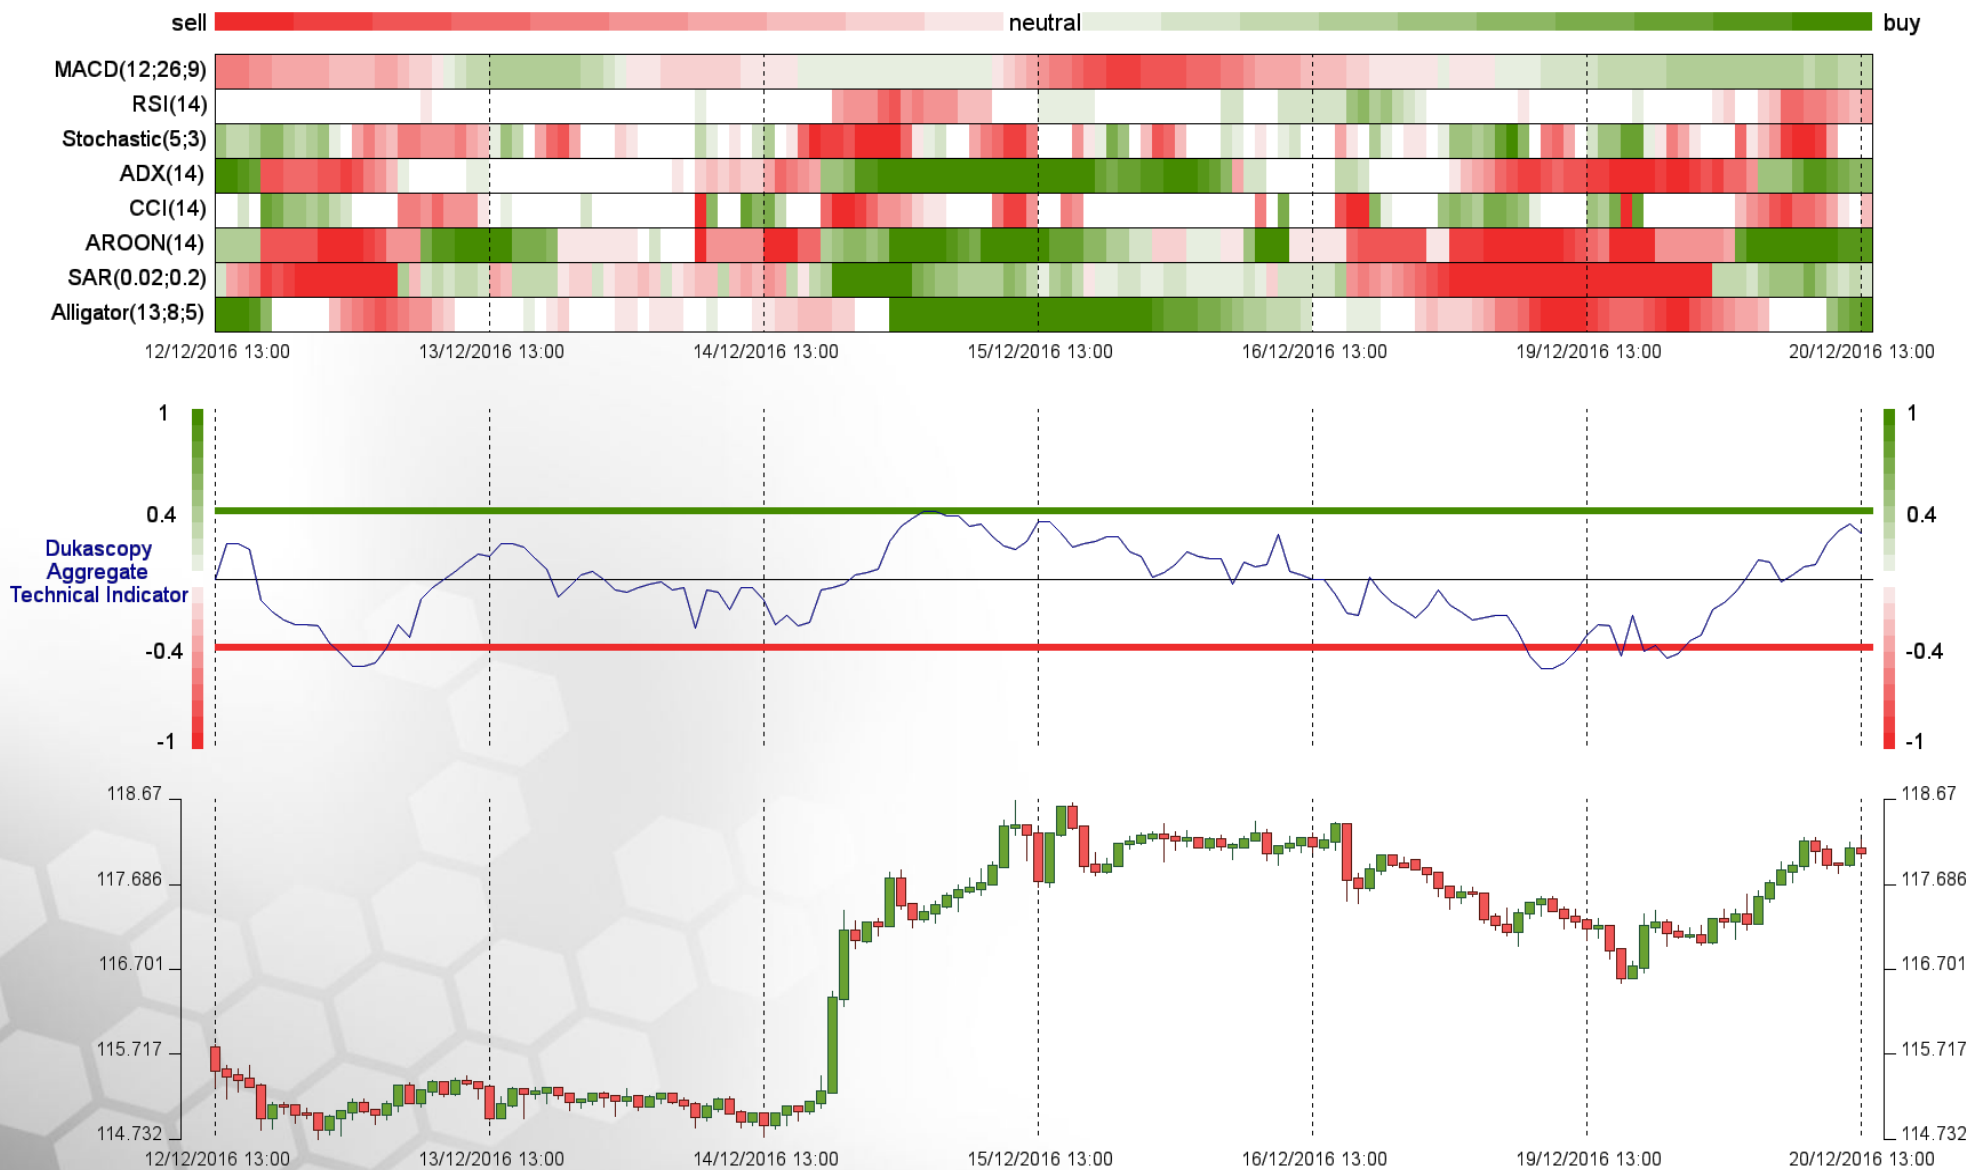 sell neutral buy
MACD(12;26;9)
RSI(14)
Stochastic(5;3)
ADX(14)
CCI(14)
AROON(14)
SAR(0.02;0.2)
Alligator(13;8;5)
12/12/2016 13:00 13/12/2016 13:00 14/12/2016 13:00 15/12/2016 13:00 16/12/2016 13:00 19/12/2016 13:00 20/12/2016 13:00
1 1
0.4 0.4
Dukascopy
Aggregate
Technical Indicator
-0.4 -0.4
-1 -1
118.67 118.67
117.686 117.686
116.701 116.701
115.717 115.717
114.732 114.732
12/12/2016 13:00 13/12/2016 13:00 14/12/2016 13:00 15/12/2016 13:00 16/12/2016 13:00 19/12/2016 13:00 20/12/2016 13:00